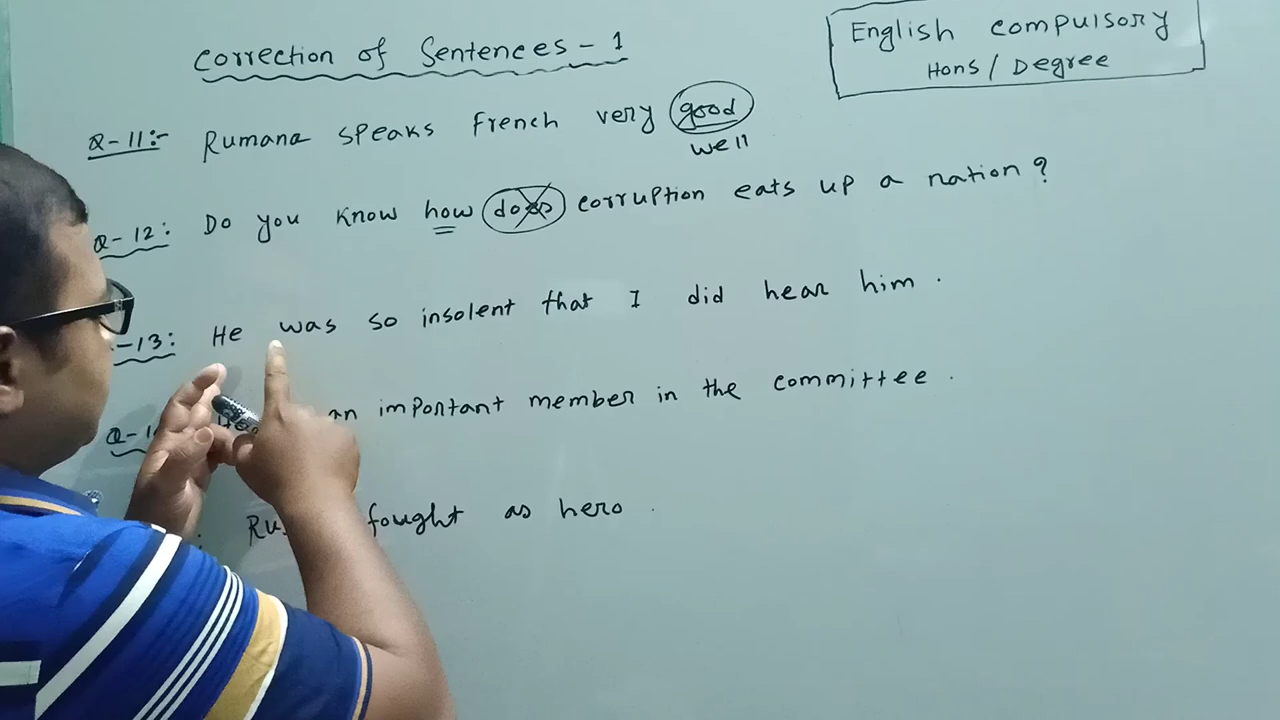 Correction of Sentences - 1
English compulsory
Hons / Degree
Q-11:- Rumana speaks French very good
well
Q-12: Do you know how does corruption eats up a nation?
-13: He was so insolent that I did hear him.
an important member in the committee.
fought as hero.